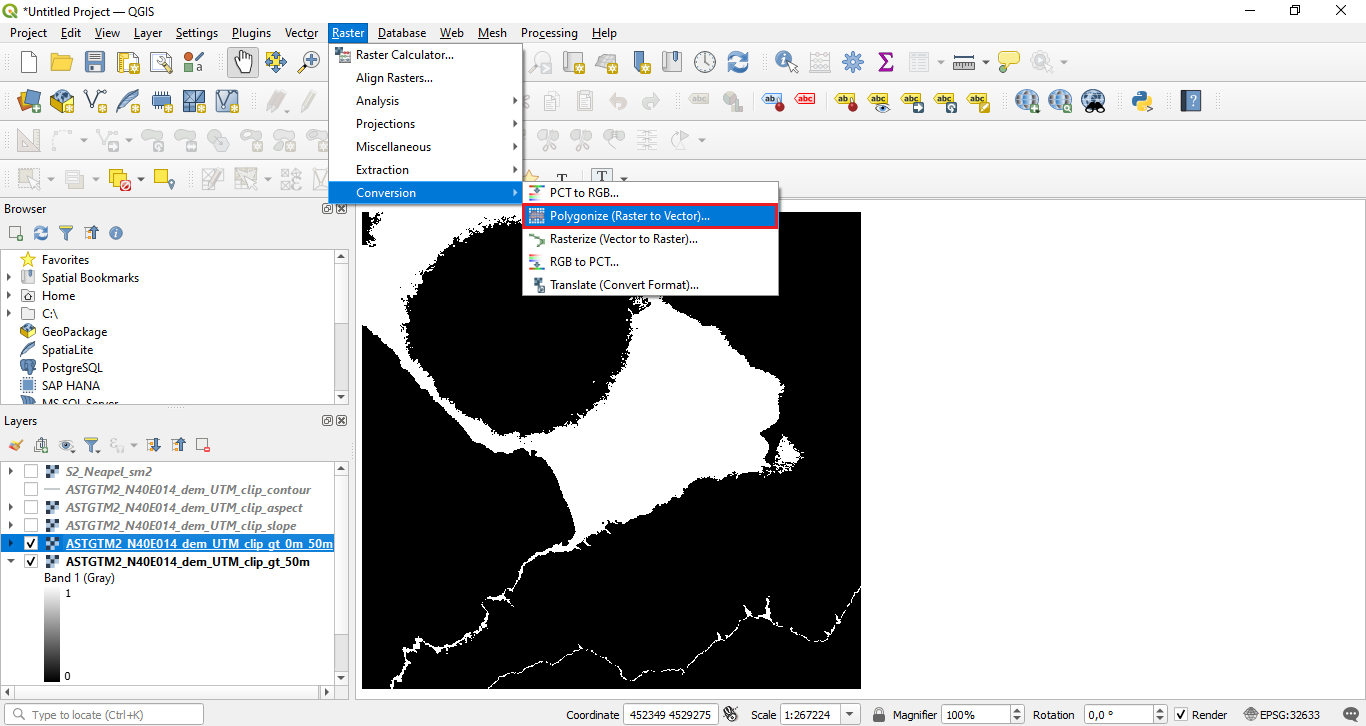 *Untitled Project — QGIS
Project Edit View Layer Settings Plugins Vector Raster Database Web Mesh Processing Help
Raster Calculator...
Align Rasters...
Analysis
Projections
Miscellaneous
Extraction
Conversion
PCT to RGB...
Polygonize (Raster to Vector)...
Rasterize (Vector to Raster)...
RGB to PCT...
Translate (Convert Format)...
Browser
Favorites
Spatial Bookmarks
Home
C:\
GeoPackage
SpatiaLite
PostgreSQL
SAP HANA
MS SQL Server
Layers
S2_Neapel_sm2
ASTGTM2_N40E014_dem_UTM_clip_contour
ASTGTM2_N40E014_dem_UTM_clip_aspect
ASTGTM2_N40E014_dem_UTM_clip_slope
ASTGTM2_N40E014_dem_UTM_clip_gt_0m_50m
ASTGTM2_N40E014_dem_UTM_clip_gt_50m
Band 1 (Gray)
1
0
Type to locate (Ctrl+K) Coordinate 452349 4529275 Scale 1:267224 Magnifier 100% Rotation 0,0 ° Render EPSG:32633